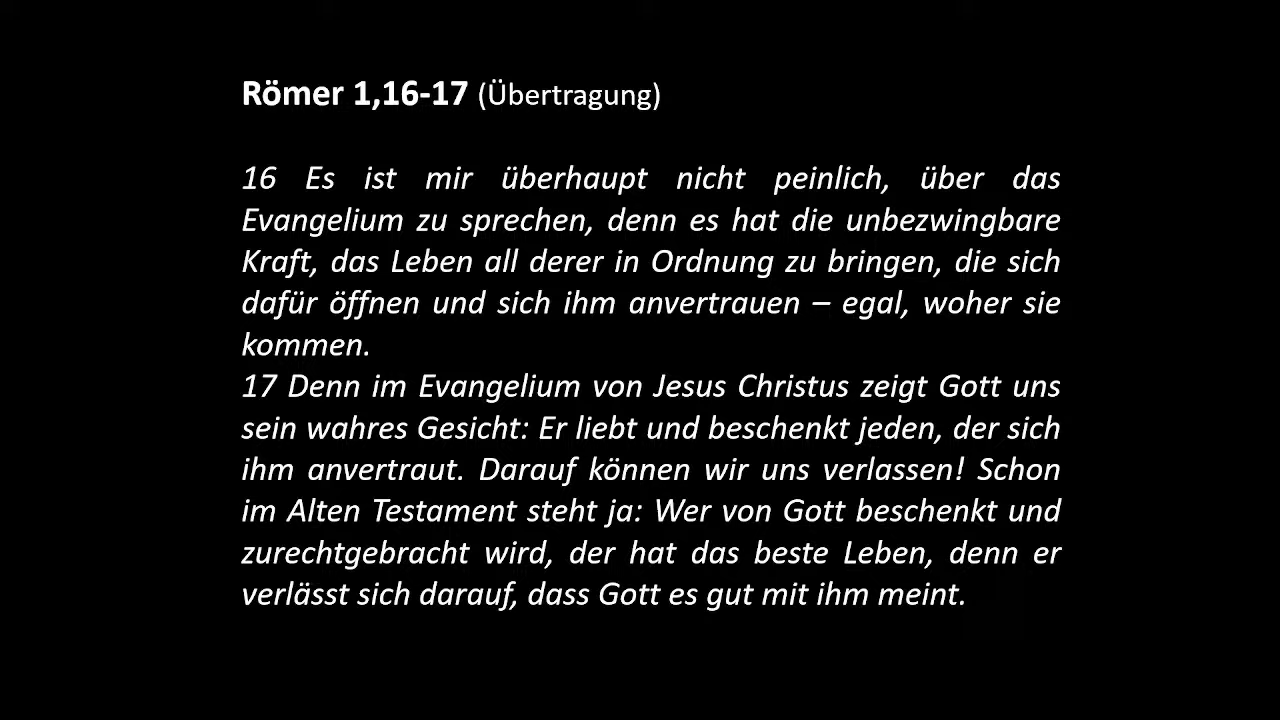 Römer 1,16-17 (Übertragung)
16 Es ist mir überhaupt nicht peinlich, über das
Evangelium zu sprechen, denn es hat die unbezwingbare
Kraft, das Leben all derer in Ordnung zu bringen, die sich
dafür öffnen und sich ihm anvertrauen – egal, woher sie
kommen.
17 Denn im Evangelium von Jesus Christus zeigt Gott uns
sein wahres Gesicht: Er liebt und beschenkt jeden, der sich
ihm anvertraut. Darauf können wir uns verlassen! Schon
im Alten Testament steht ja: Wer von Gott beschenkt und
zurechtgebracht wird, der hat das beste Leben, denn er
verlässt sich darauf, dass Gott es gut mit ihm meint.